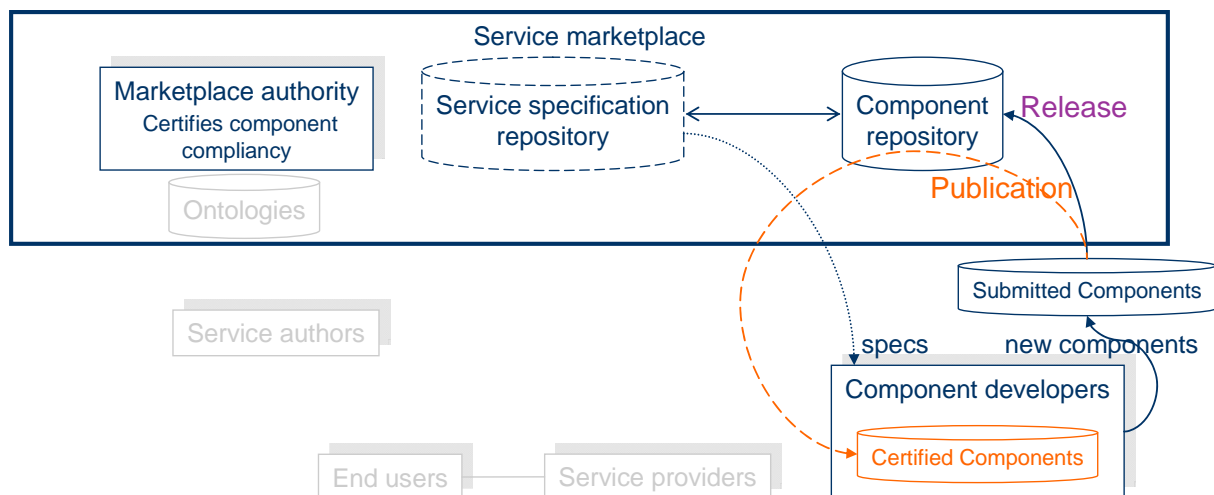 Service marketplace
Marketplace authority
Certifies component
compliancy
Service specification
repository
Component
repository
Release
Publication
Ontologies
Submitted Components
Service authors
specs
new components
Component developers
Certified Components
End users
Service providers